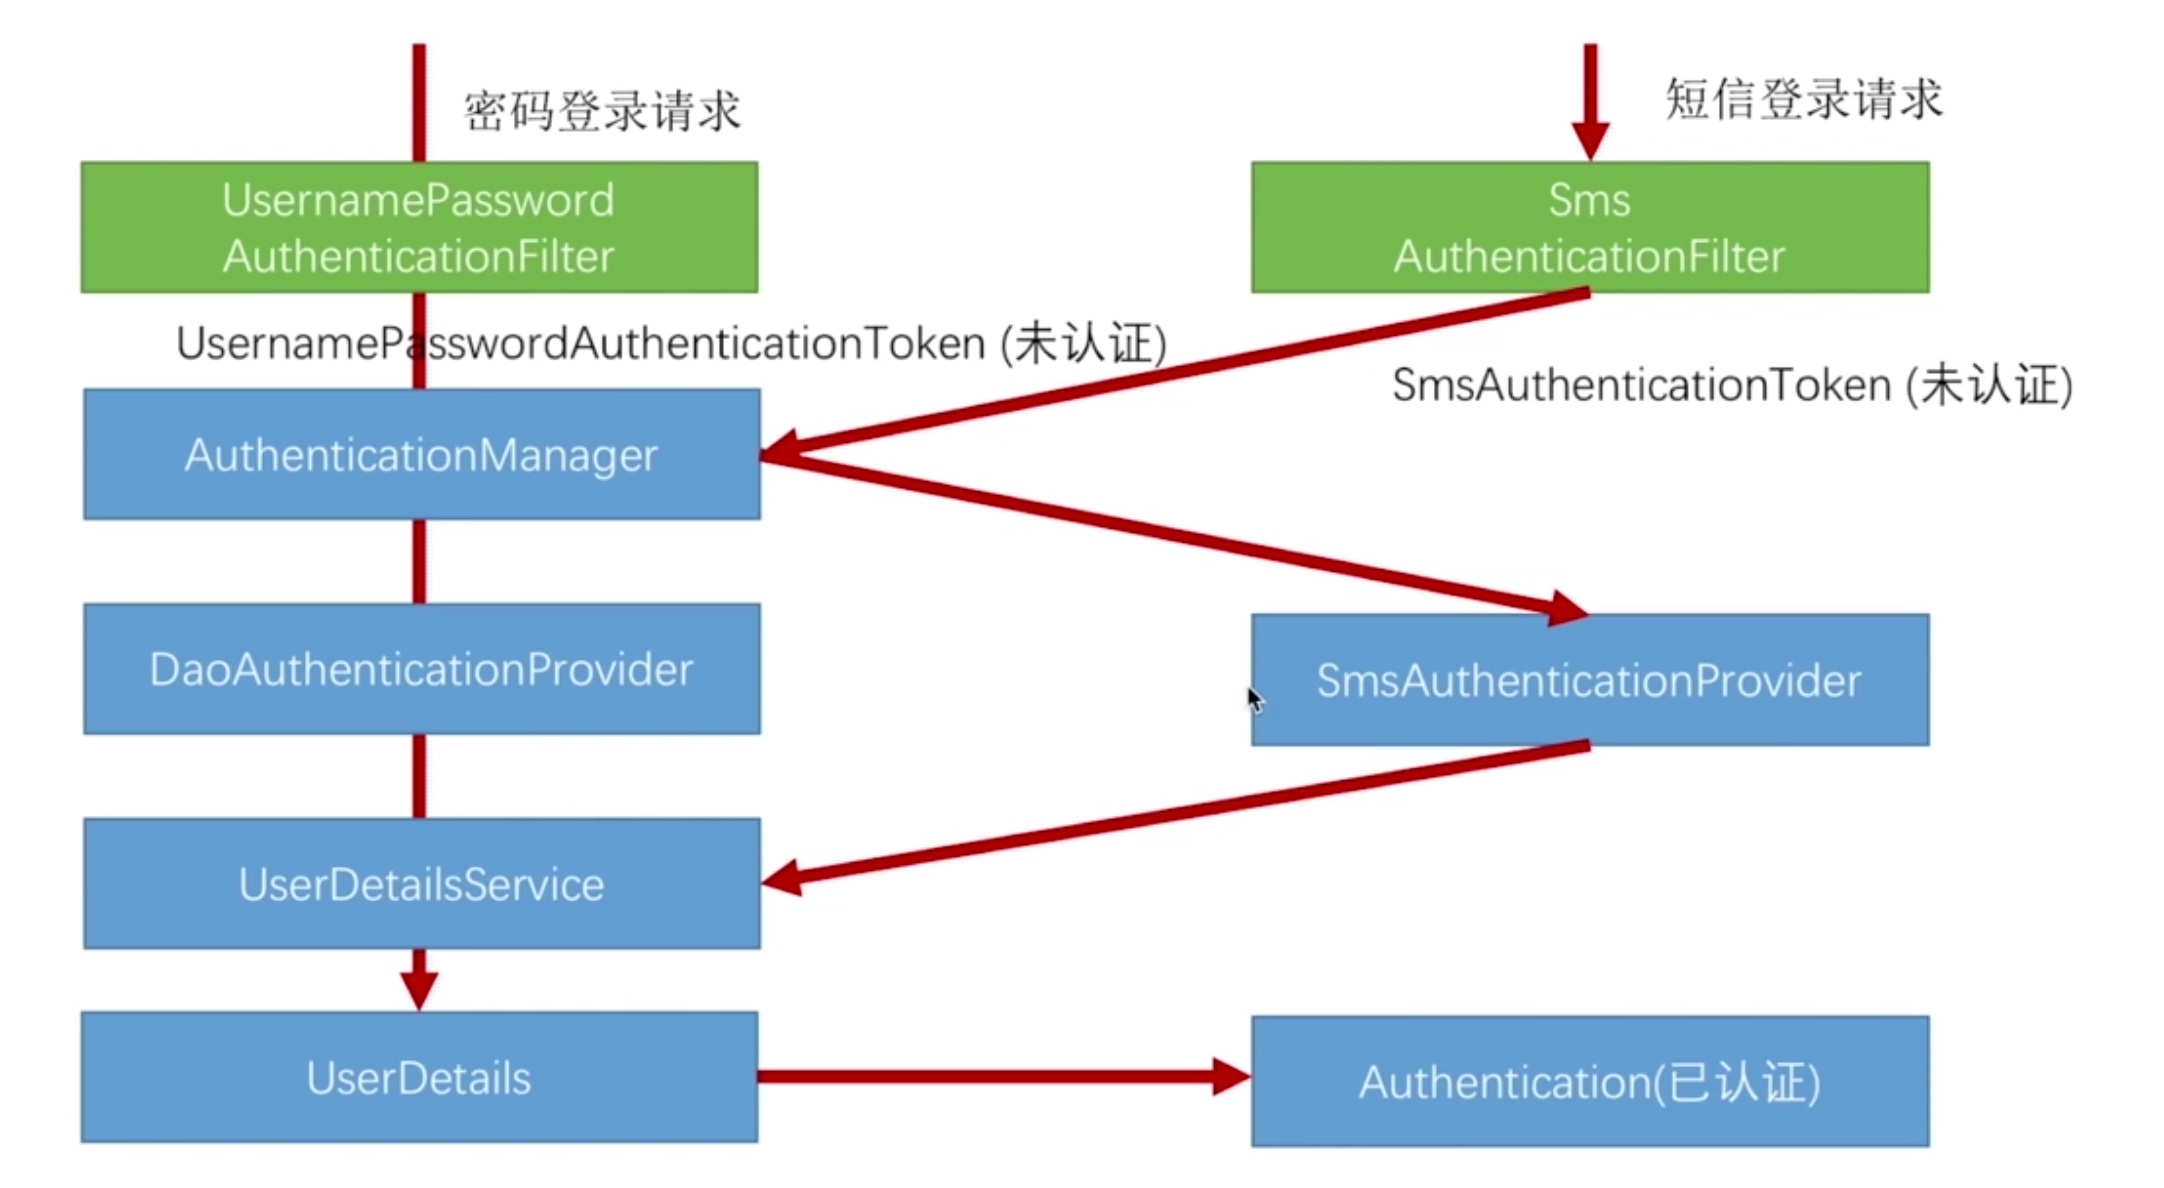 密码登录请求
短信登录请求
UsernamePassword
AuthenticationFilter
Sms
AuthenticationFilter
UsernamePasswordAuthenticationToken (未认证)
SmsAuthenticationToken (未认证)
AuthenticationManager
DaoAuthenticationProvider
SmsAuthenticationProvider
UserDetailsService
UserDetails
Authentication(已认证)